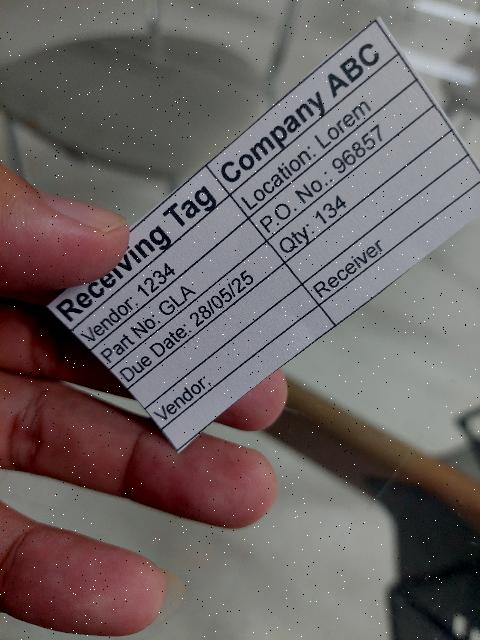 Receiving Tag Company ABC
Vendor: 1234 Location: Lorem
Part No: GLA P.O. No.: 96857
Due Date: 28/05/25 Qty: 134
Vendor: Receiver